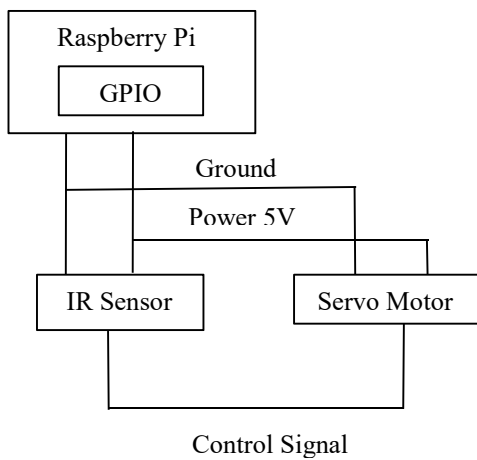 Raspberry Pi
GPIO
Ground
Power 5V
IR Sensor
Servo Motor
Control Signal